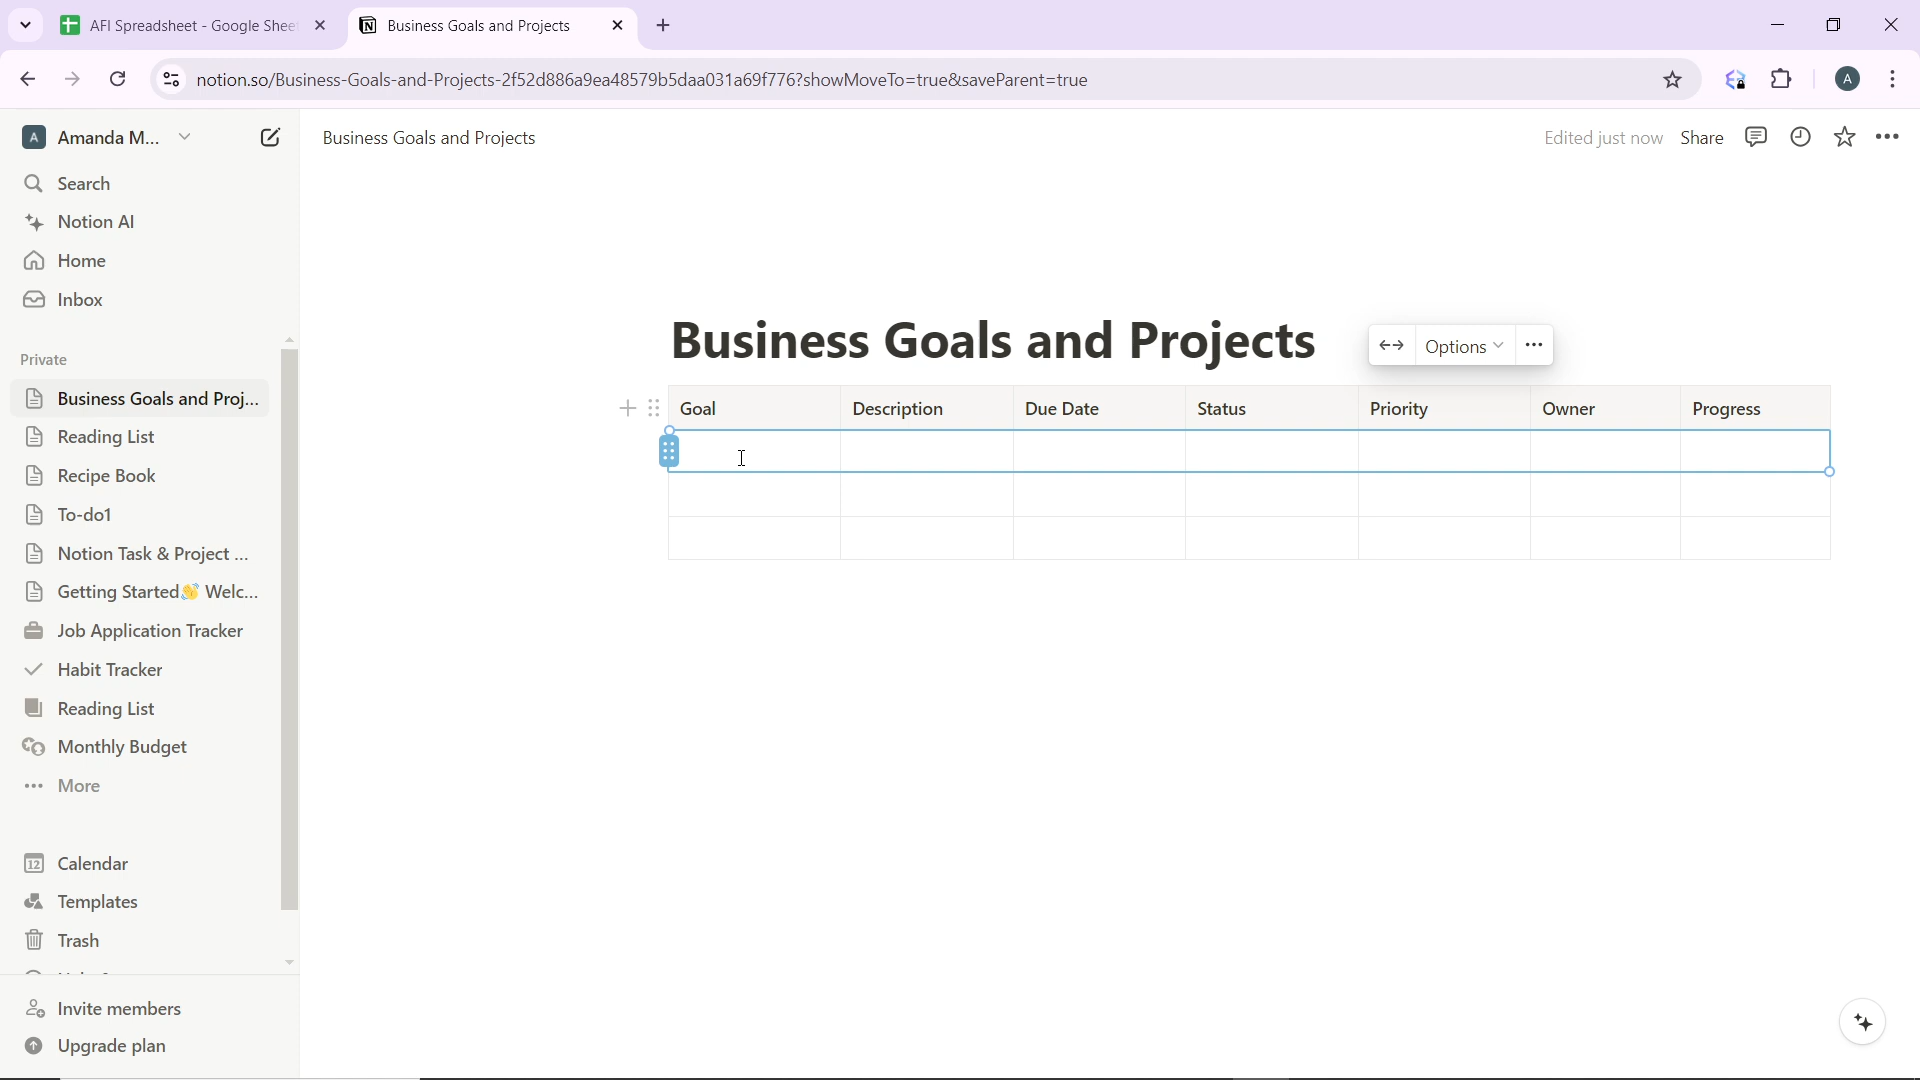 AFI Spreadsheet - Google Shee
Business Goals and Projects
notion.so/Business-Goals-and-Projects-2f52d886a9ea48579b5daa031a69f776?showMoveTo=true&saveParent=true
A
A Amanda M...
Business Goals and Projects
Edited just now Share
Search
Notion AI
Home
Inbox
Private
Business Goals and Proj...
Reading List
Recipe Book
To-do1
Notion Task & Project ...
Getting Started👋 Welc...
Job Application Tracker
Habit Tracker
Reading List
Monthly Budget
More
12 Calendar
Templates
Trash
Invite members
Upgrade plan
Business Goals and Projects
Options
Goal Description Due Date Status Priority Owner Progress